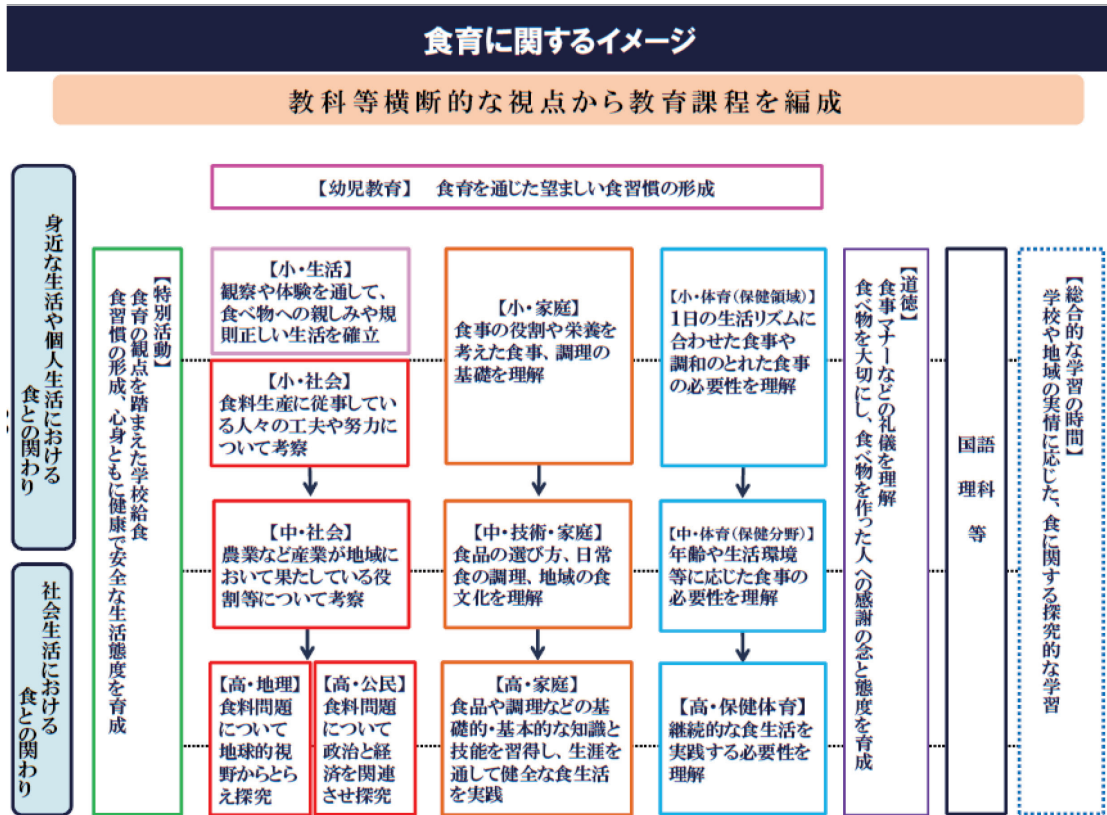 食育に関するイメージ
教科等横断的な視点から教育課程を編成
身近な生活や個人生活における
食との関わり
社会生活における
食との関わり
【特別活動】
食育の観点を踏まえた学校給食
食習慣の形成、心身ともに健康で安全な生活態度を育成
【幼児教育】 食育を通じた望ましい食習慣の形成
【小・生活】
観察や体験を通して、
食べ物への親しみや規
則正しい生活を確立
【小・社会】
食料生産に従事してい
る人々の工夫や努力に
ついて考察
【中・社会】
農業など産業が地域に
おいて果たしている役
割等について考察
【高・地理】
食料問題
について
地球的視
野からとら
え探究
【高・公民】
食料問題
について
政治と経
済を関連
させ探究
【小・家庭】
食事の役割や栄養を
考えた食事、調理の
基礎を理解
【中・技術・家庭】
食品の選び方、日常
食の調理、地域の食
文化を理解
【高・家庭】
食品や調理などの基
礎的・基本的な知識と
技能を習得し、生涯を
通して健全な食生活
を実践
【小・体育(保健領域)】
1日の生活リズムに
合わせた食事や
調和のとれた食事
の必要性を理解
【中・体育(保健分野)】
年齢や生活環境
等に応じた食事の
必要性を理解
【高・保健体育】
継続的な食生活を
実践する必要性を
理解
【道徳】
食事マナーなどの礼儀を理解
食べ物を大切にし、食べ物を作った人への感謝の念と態度を育成
国語
理科
等
【総合的な学習の時間】
学校や地域の実情に応じた、食に関する探究的な学習